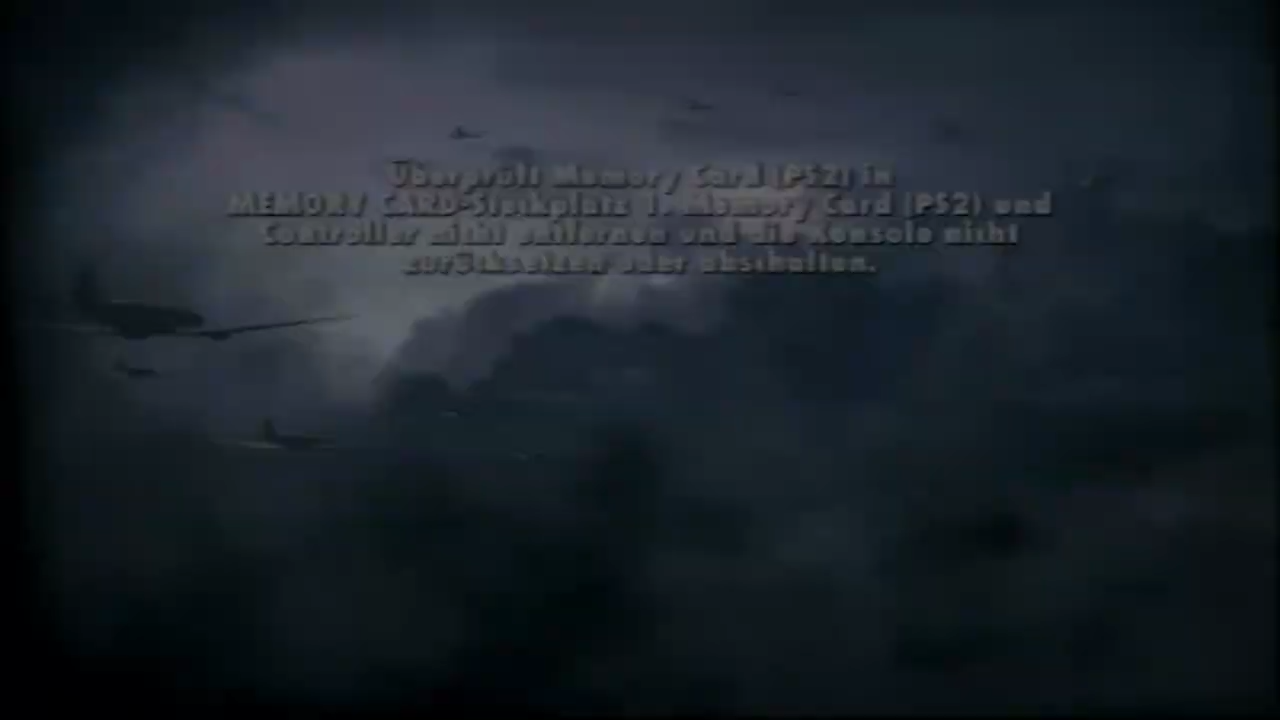 Überprüft Memory Card (PS2) in
MEMORY CARD-Steckplatz 1. Memory Card (PS2) und
Controller nicht entfernen und die Konsole nicht
zurücksetzen oder abschalten.